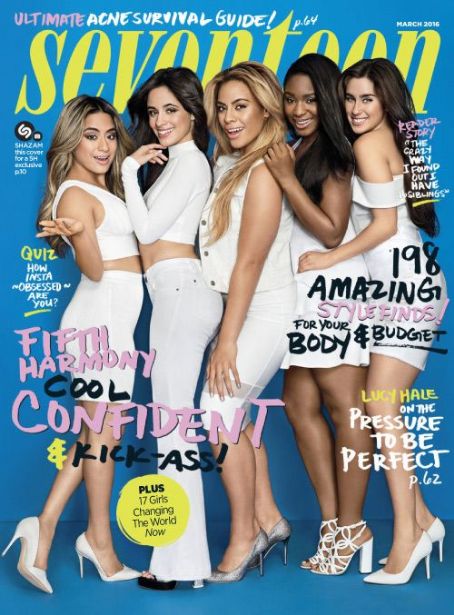 ULTIMATE ACNE SURVIVAL GUIDE! p.64
MARCH 2016
seventeen
SHAZAM
this cover
for a 5H
exclusive
p.10
READER
STORY
"THE
CRAZY
WAY
I FOUND
OUT I
HAVE
SIBLINGS"
QUIZ
HOW
INSTA
~OBSESSED~
ARE
YOU?
198
AMAZING
STYLE FINDS!
FOR YOUR
BODY & BUDGET
FIFTH
HARMONY
COOL
CONFIDENT
& KICK-ASS!
LUCY HALE
ON THE
PRESSURE
TO BE
PERFECT
p.62
PLUS
17 Girls
Changing
The World
Now